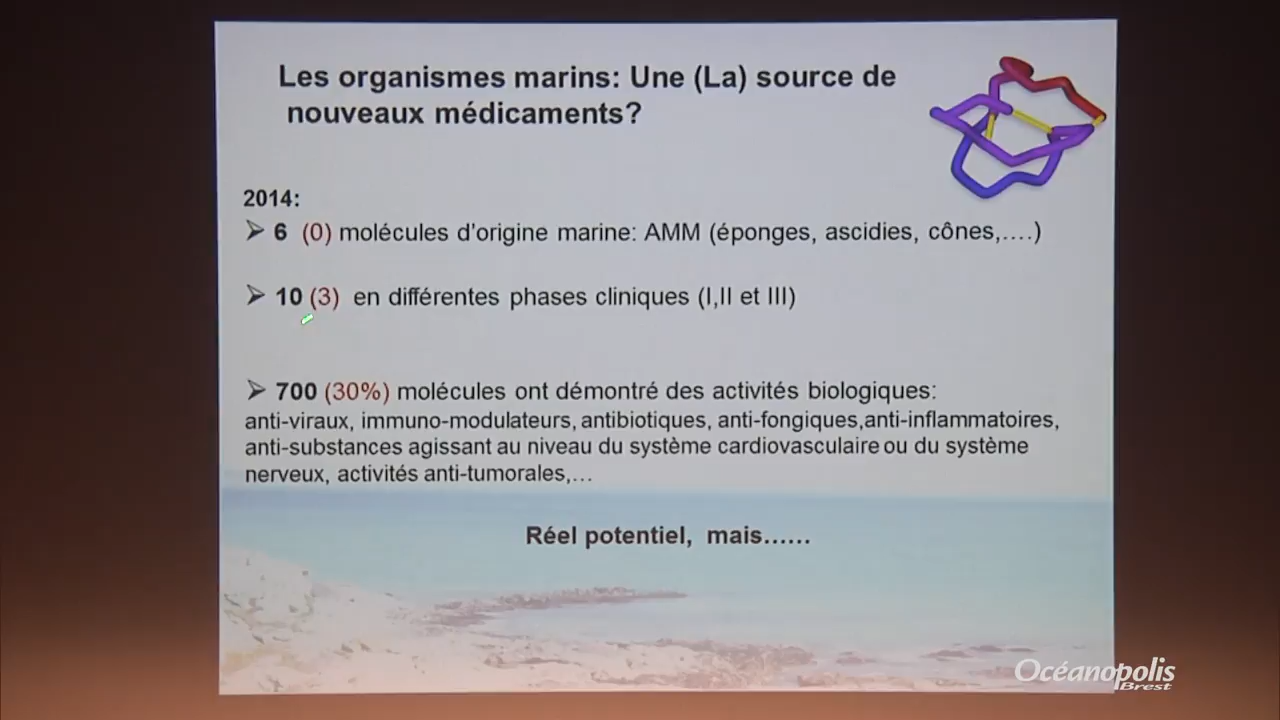 Les organismes marins: Une (La) source de
nouveaux médicaments?
2014:
➢ 6 (0) molécules d'origine marine: AMM (éponges, ascidies, cônes,....)
➢ 10 (3) en différentes phases cliniques (I,II et III)
➢ 700 (30%) molécules ont démontré des activités biologiques:
anti-viraux, immuno-modulateurs, antibiotiques, anti-fongiques,anti-inflammatoires,
anti-substances agissant au niveau du système cardiovasculaire ou du système
nerveux, activités anti-tumorales,...
Réel potentiel, mais......
Océanopolis
Brest